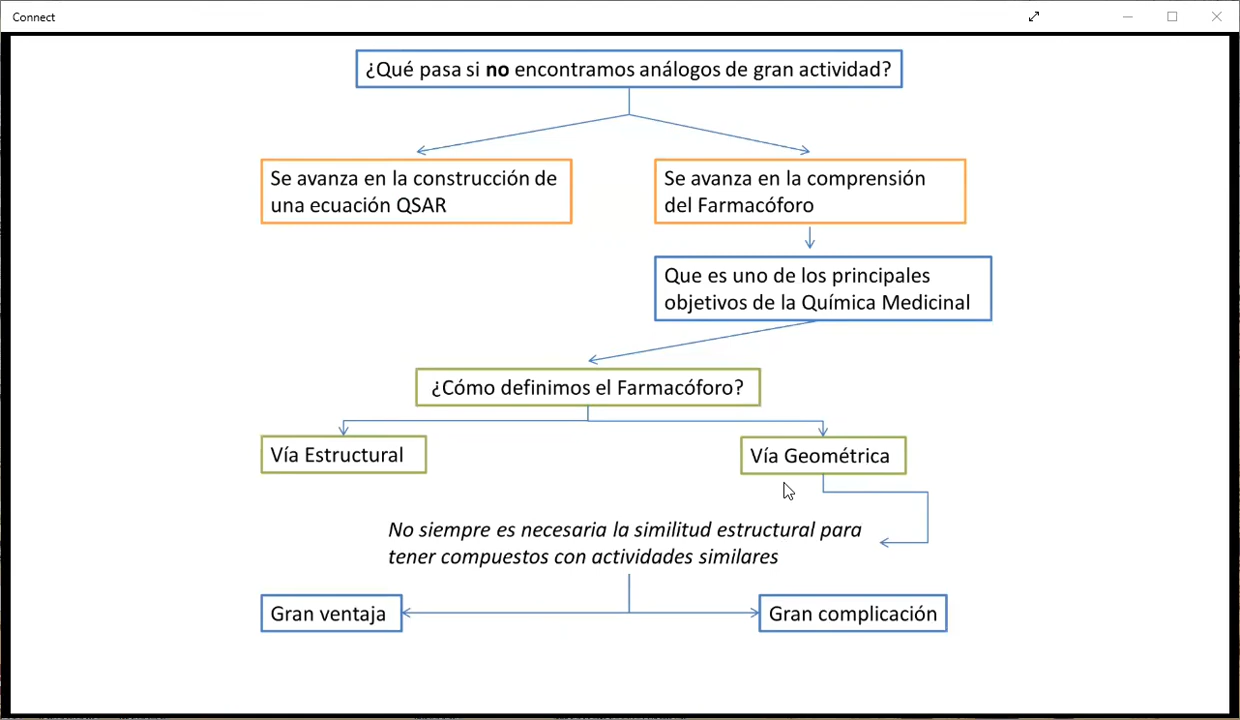 Connect
¿Qué pasa si no encontramos análogos de gran actividad?
Se avanza en la construcción de
una ecuación QSAR
Se avanza en la comprensión
del Farmacóforo
Que es uno de los principales
objetivos de la Química Medicinal
¿Cómo definimos el Farmacóforo?
Vía Estructural
Vía Geométrica
No siempre es necesaria la similitud estructural para
tener compuestos con actividades similares
Gran ventaja
Gran complicación